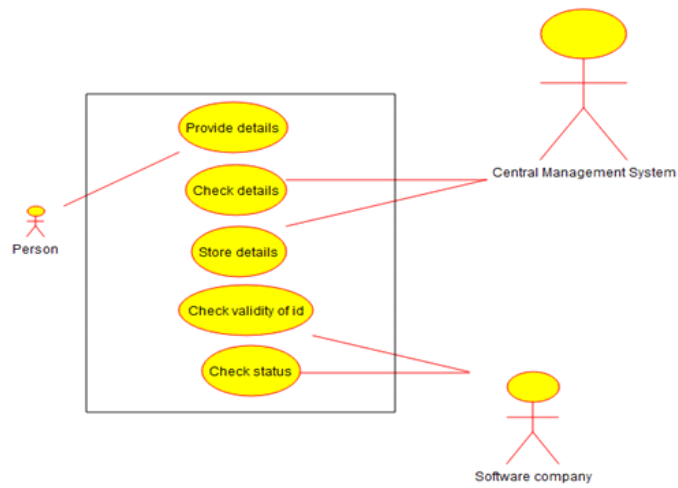 Provide details
Check details
Central Management System
Person
Store details
Check validity of id
Check status
Software company